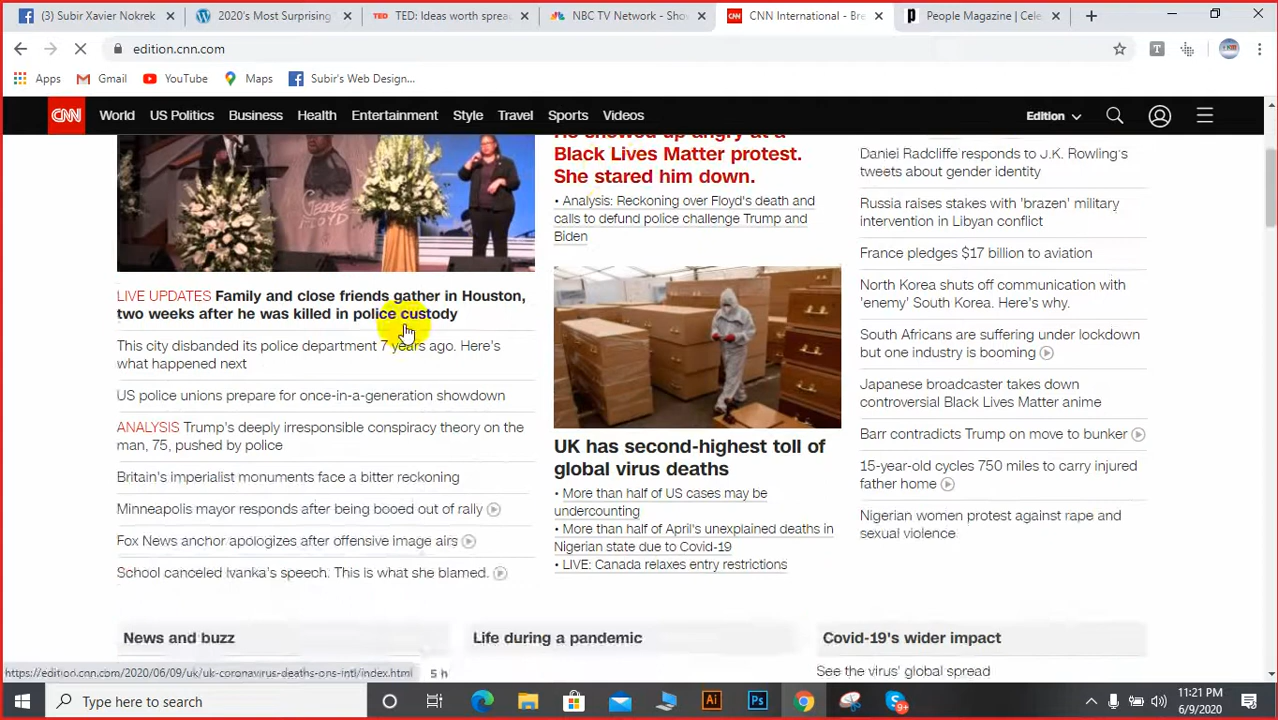 (3) Subir Xavier Nokrek
2020's Most Surprising
TED: Ideas worth sprea
NBC TV Network - Sho
CNN International - Bre
People Magazine | Cele
edition.cnn.com
Apps
Gmail
YouTube
Maps
Subir's Web Design...
CNN
World
US Politics
Business
Health
Entertainment
Style
Travel
Sports
Videos
Edition
GEORGE FLOYD
LIVE UPDATES Family and close friends gather in Houston,
two weeks after he was killed in police custody
This city disbanded its police department 7 years ago. Here's
what happened next
US police unions prepare for once-in-a-generation showdown
ANALYSIS Trump's deeply irresponsible conspiracy theory on the
man, 75, pushed by police
Britain's imperialist monuments face a bitter reckoning
Minneapolis mayor responds after being booed out of rally
Fox News anchor apologizes after offensive image airs
School canceled Ivanka's speech. This is what she blamed.
He showed up angry at a
Black Lives Matter protest.
She stared him down.
• Analysis: Reckoning over Floyd's death and
calls to defund police challenge Trump and
Biden
UK has second-highest toll of
global virus deaths
• More than half of US cases may be
undercounting
• More than half of April's unexplained deaths in
Nigerian state due to Covid-19
• LIVE: Canada relaxes entry restrictions
Daniel Radcliffe responds to J.K. Rowling's
tweets about gender identity
Russia raises stakes with 'brazen' military
intervention in Libyan conflict
France pledges $17 billion to aviation
North Korea shuts off communication with
'enemy' South Korea. Here's why.
South Africans are suffering under lockdown
but one industry is booming
Japanese broadcaster takes down
controversial Black Lives Matter anime
Barr contradicts Trump on move to bunker
15-year-old cycles 750 miles to carry injured
father home
Nigerian women protest against rape and
sexual violence
News and buzz
Life during a pandemic
Covid-19's wider impact
5 h
See the virus' global spread
https://edition.cnn.com/2020/06/09/uk/uk-coronavirus-deaths-ons-intl/index.html
Type here to search
Ai
Ps
9+
11:21 PM
6/9/2020